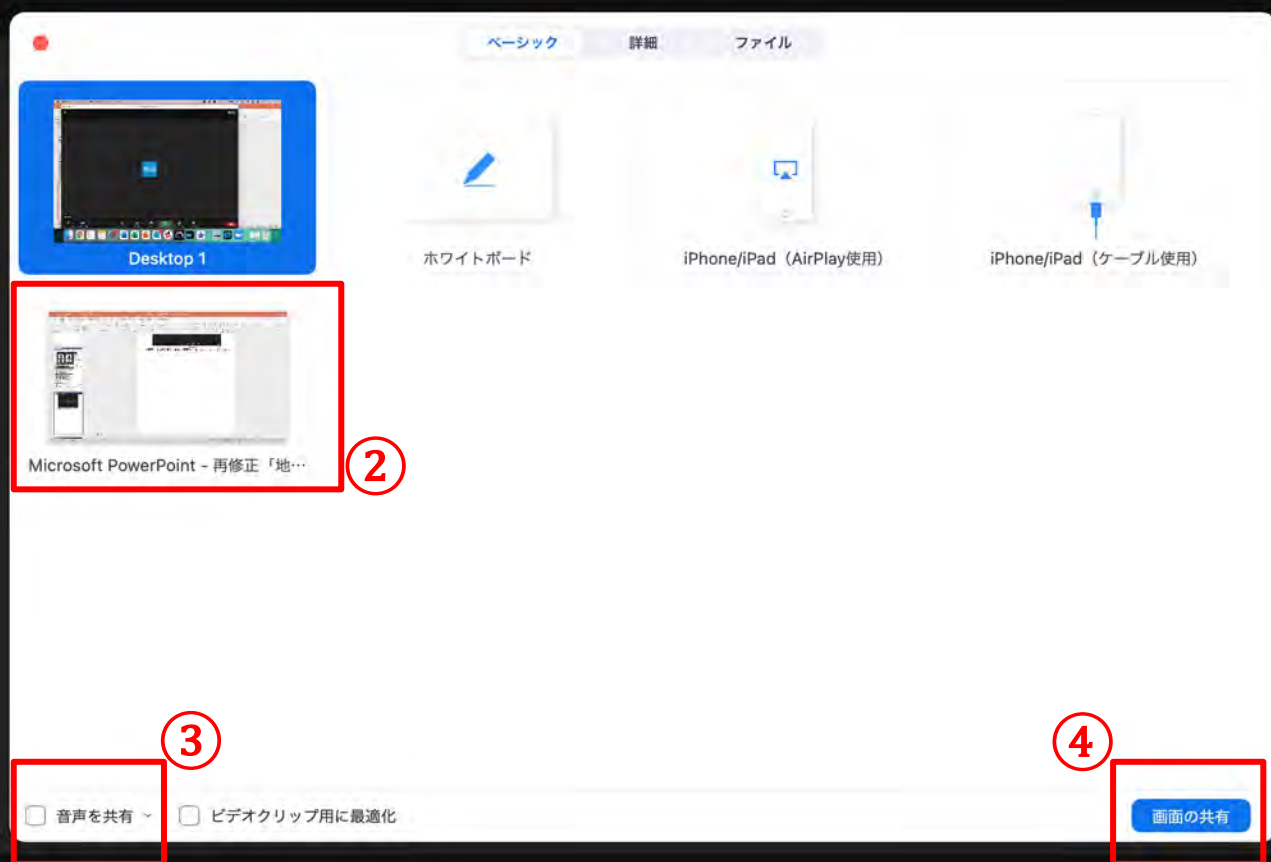 ベーシック 詳細 ファイル
Desktop 1
ホワイトボード
iPhone/iPad（AirPlay使用）
iPhone/iPad（ケーブル使用）
Microsoft PowerPoint - 再修正「地…
②
③
④
音声を共有
ビデオクリップ用に最適化
画面の共有